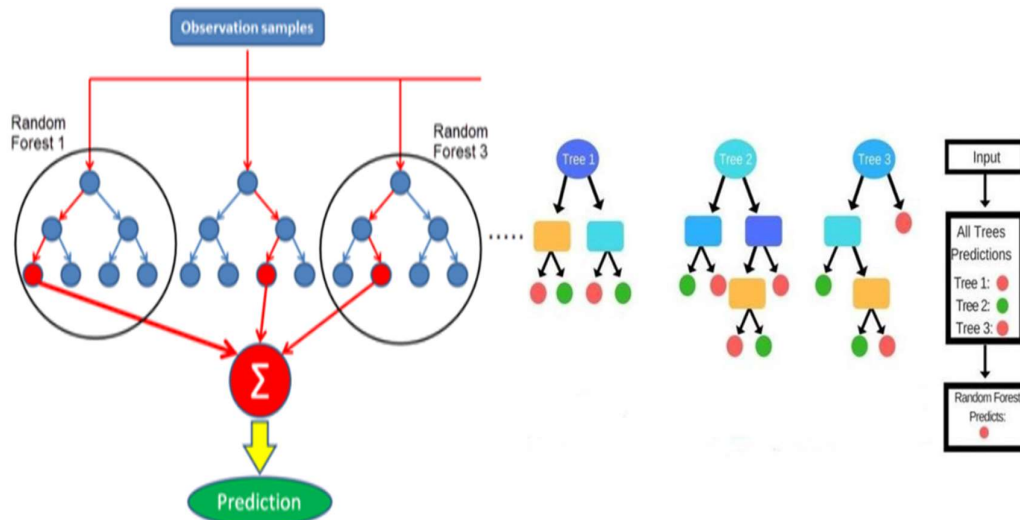 Observation samples
Random
Forest 1
Random
Forest 3
.....
Σ
Prediction
Tree 1
Tree 2
Tree 3
Input
All Trees
Predictions
Tree 1:
Tree 2:
Tree 3:
Random Forest
Predicts: